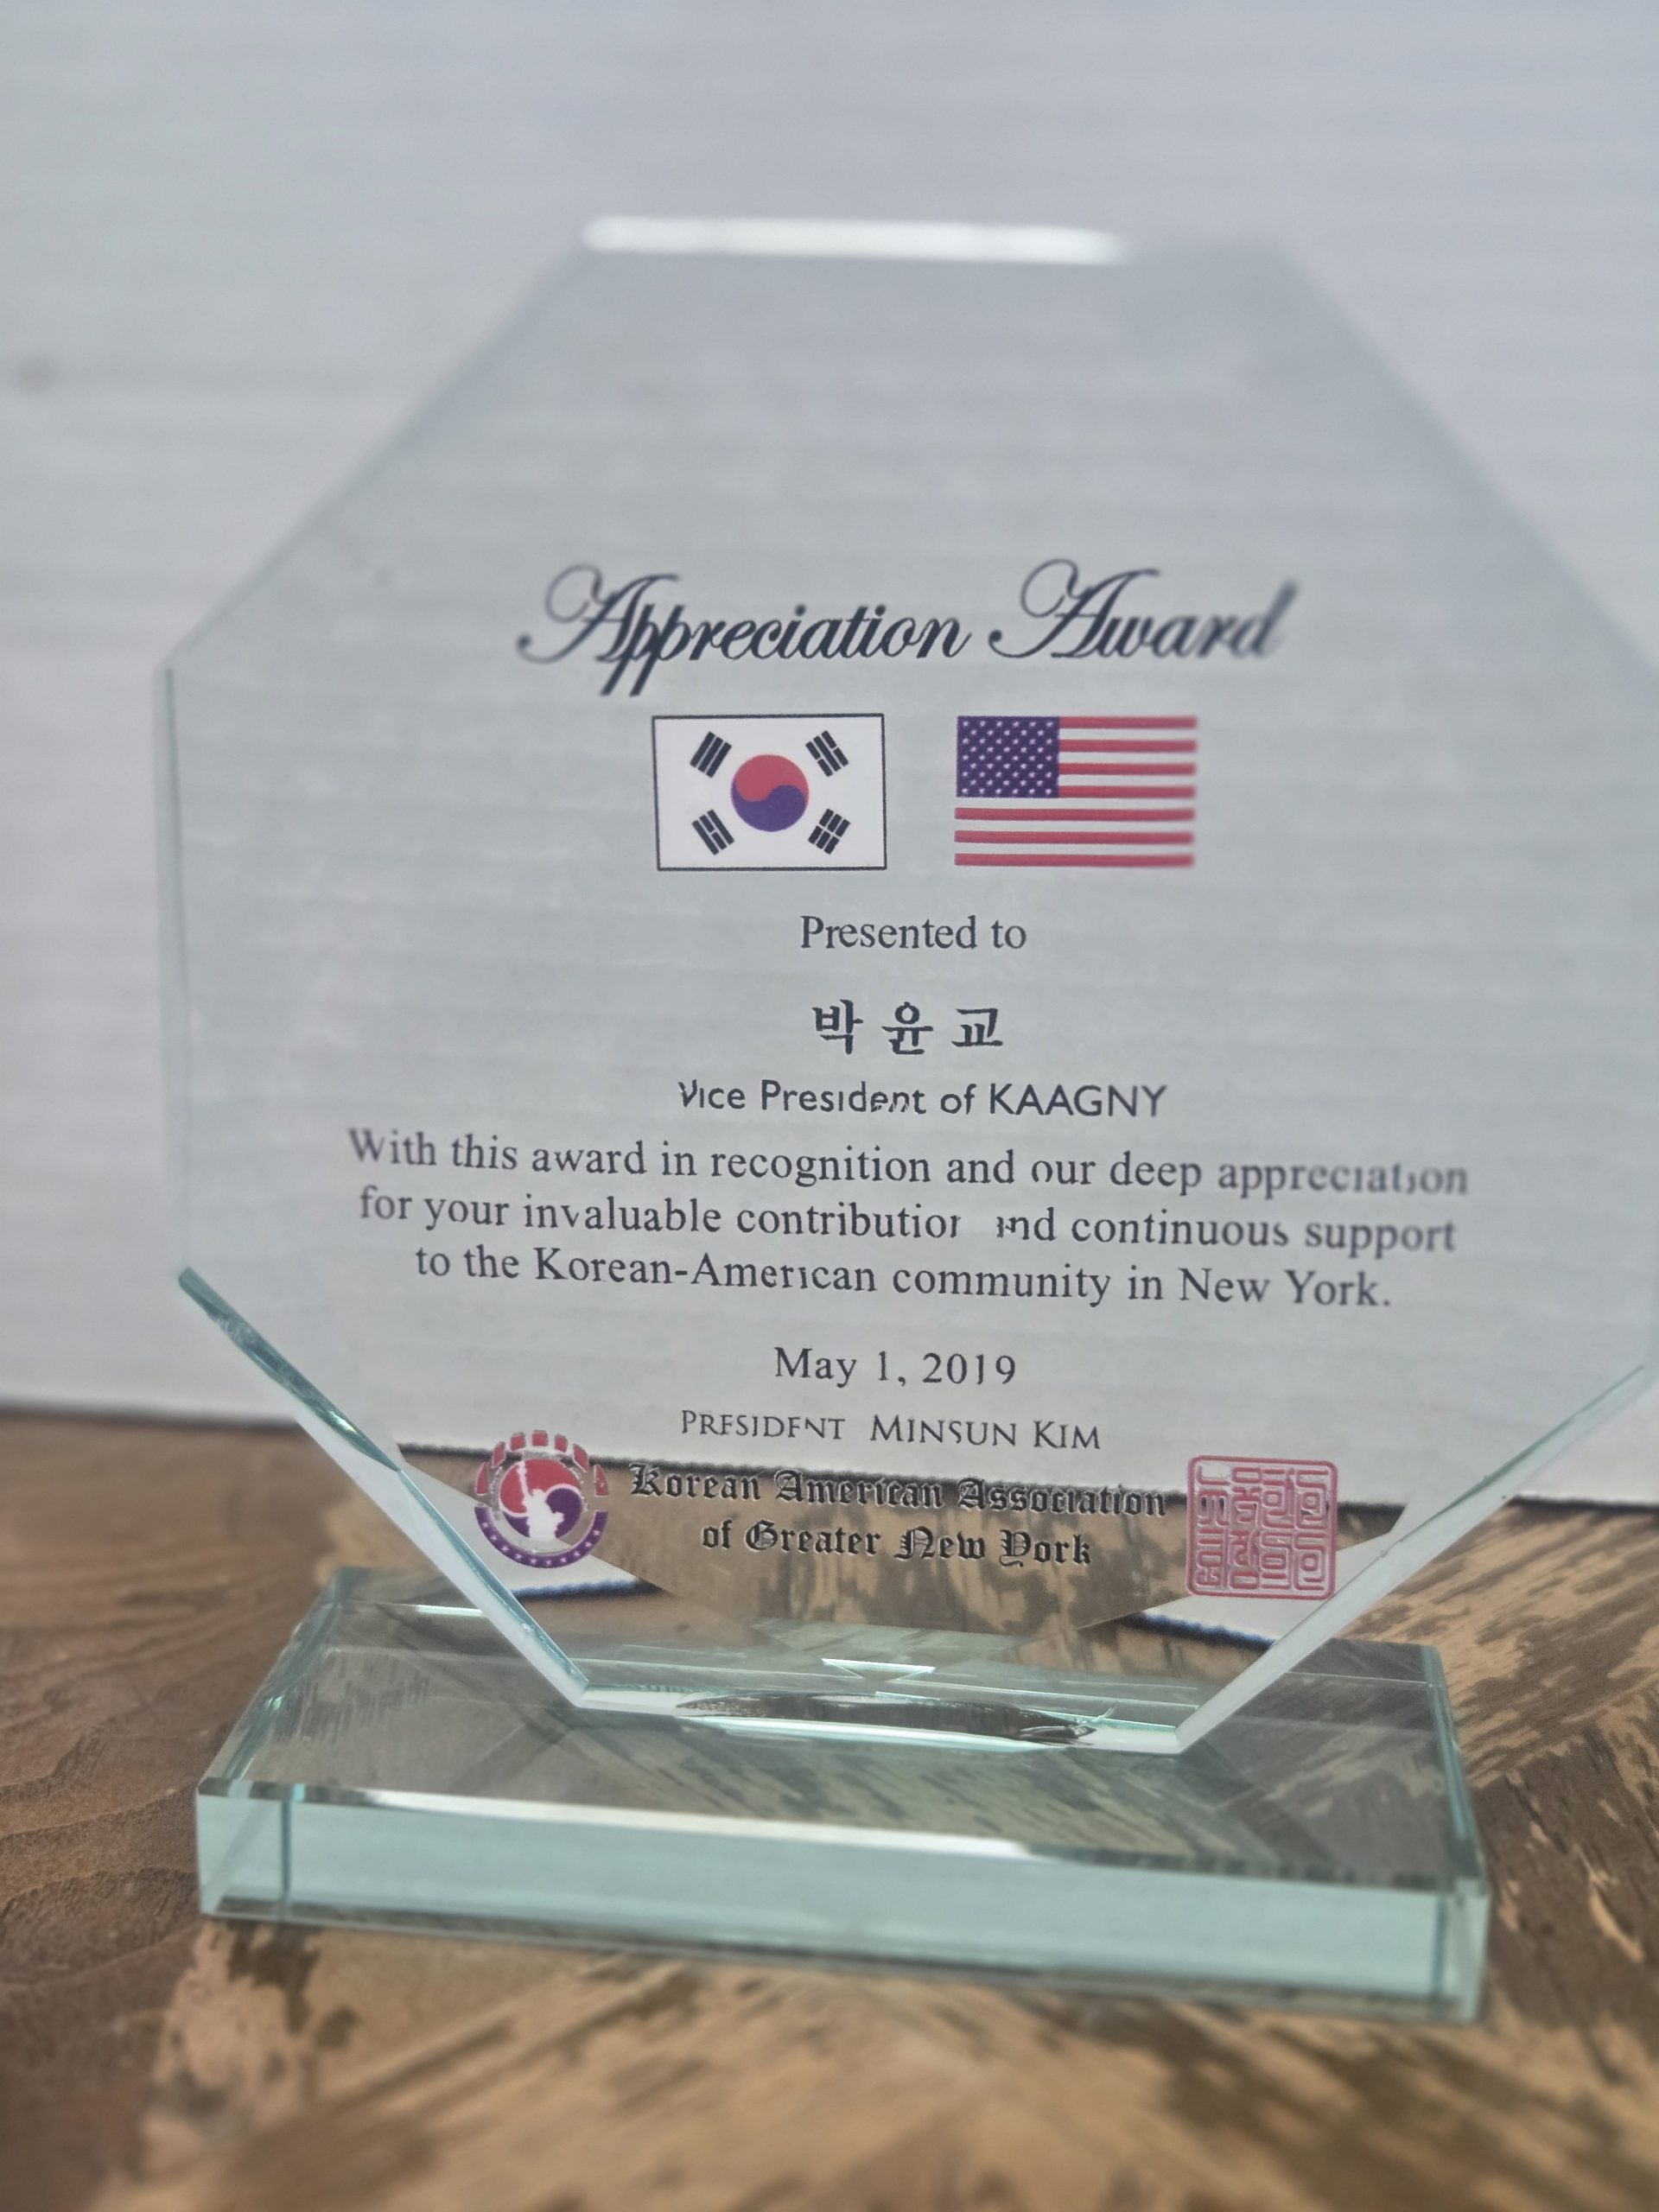 Appreciation Award
Presented to
박윤교
Vice President of KAAGNY
With this award in recognition and our deep appreciation
for your invaluable contribution and continuous support
to the Korean-American community in New York.
May 1, 2019
PRESIDENT MINSUN KIM
Korean American Association
of Greater New York